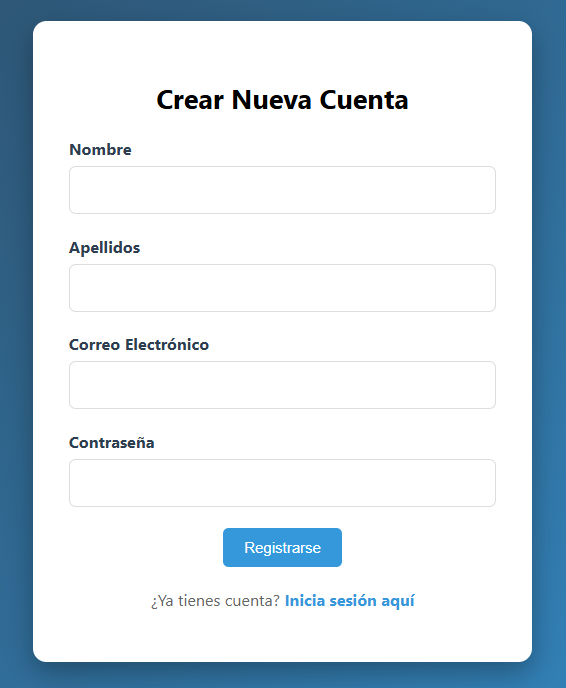 Crear Nueva Cuenta
Nombre
Apellidos
Correo Electrónico
Contraseña
Registrarse
¿Ya tienes cuenta? Inicia sesión aquí